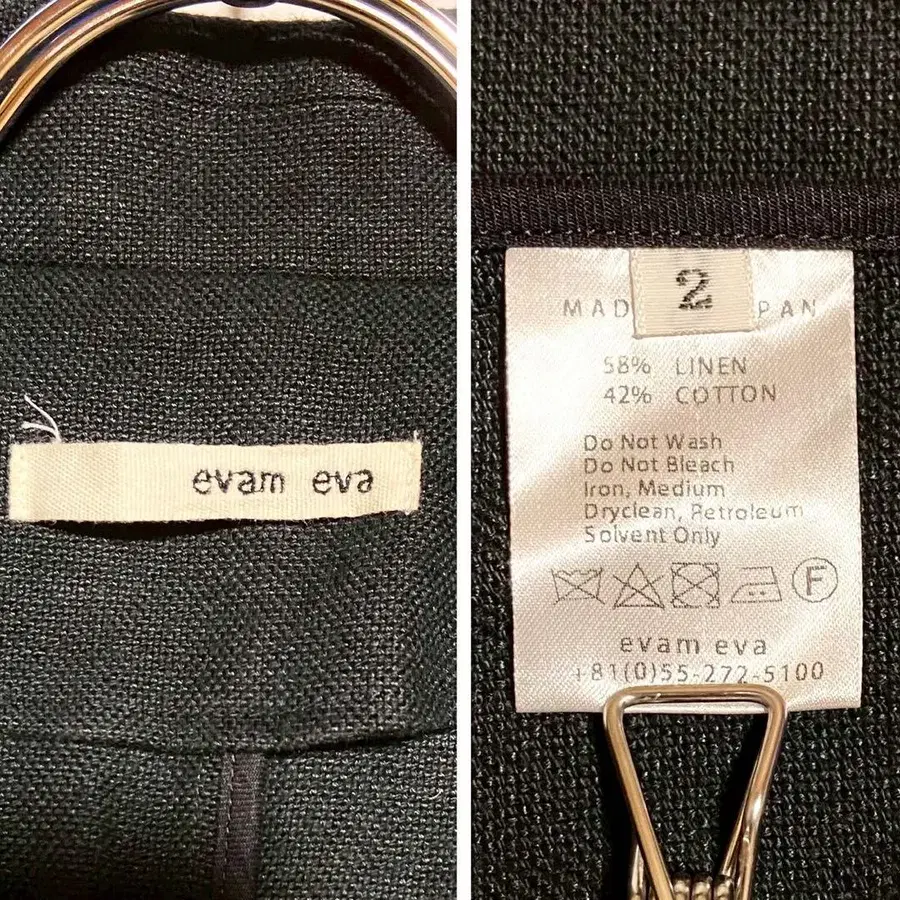 evam eva
2
MAD PAN
58% LINEN
42% COTTON
Do Not Wash
Do Not Bleach
Iron, Medium
Dryclean, Petroleum
Solvent Only
F
evam eva
+81(0)55-272-5100